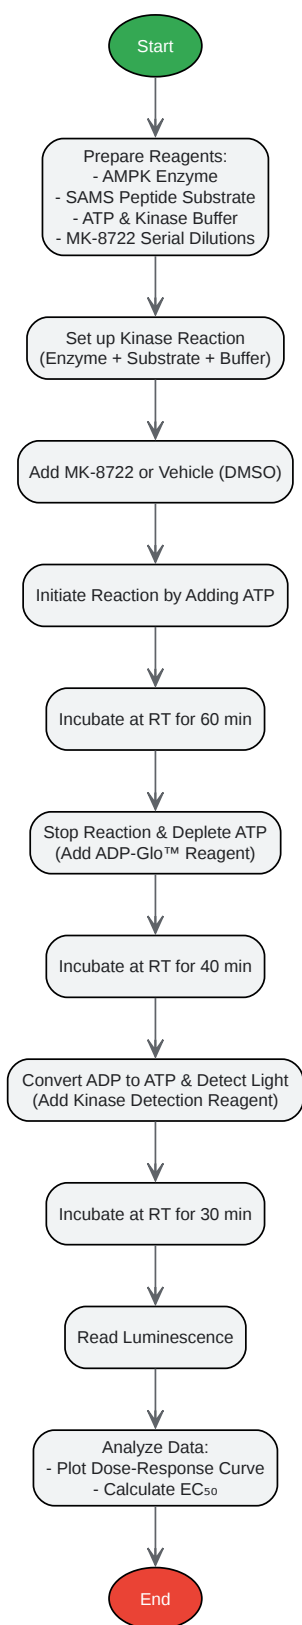 Start
Prepare Reagents:
- AMPK Enzyme
- SAMS Peptide Substrate
- ATP & Kinase Buffer
- MK-8722 Serial Dilutions
Set up Kinase Reaction
(Enzyme + Substrate + Buffer)
Add MK-8722 or Vehicle (DMSO)
Initiate Reaction by Adding ATP
Incubate at RT for 60 min
Stop Reaction & Deplete ATP
(Add ADP-Glo™ Reagent)
Incubate at RT for 40 min
Convert ADP to ATP & Detect Light
(Add Kinase Detection Reagent)
Incubate at RT for 30 min
Read Luminescence
Analyze Data:
- Plot Dose-Response Curve
- Calculate EC₅₀
End